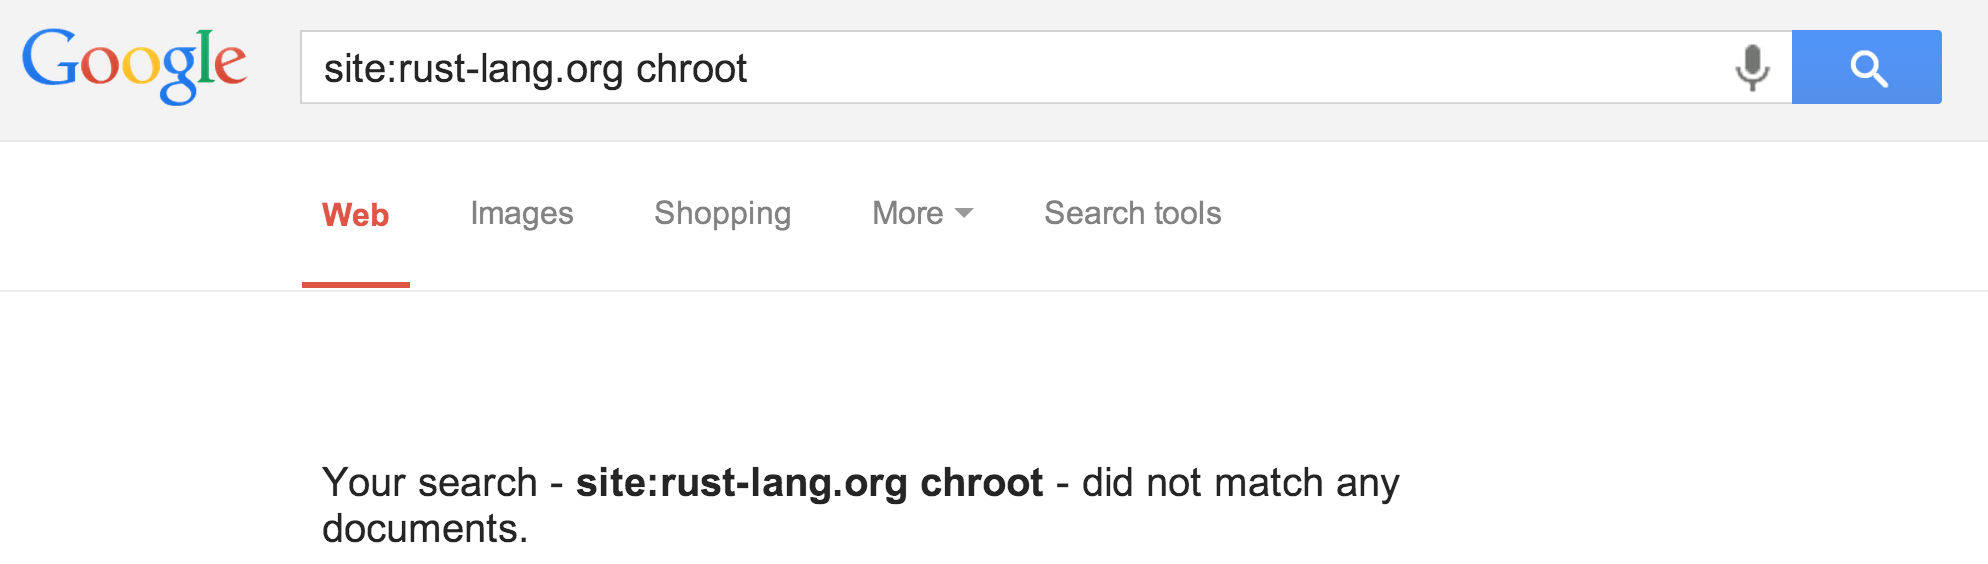 Google
site:rust-lang.org chroot
Web Images Shopping More Search tools
Your search - site:rust-lang.org chroot - did not match any
documents.